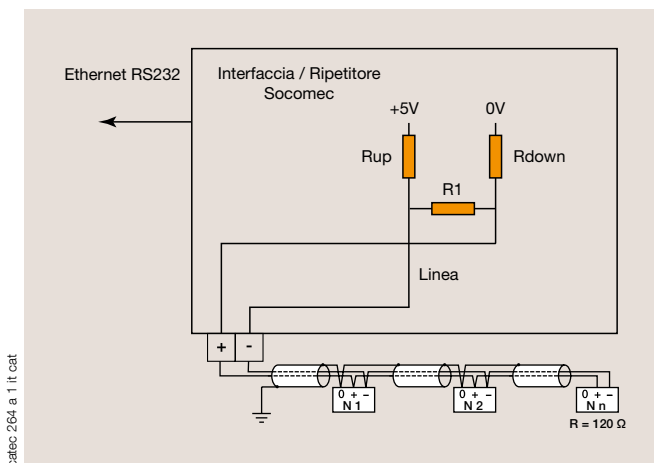 Ethernet RS232
Interfaccia / Ripetitore
Socomec
+5V
0V
Rup
Rdown
R1
Linea
+ -
0 + -
N 1
0 + -
N 2
0 + -
N n
R = 120 Ω
catec 264 a 1 it cat